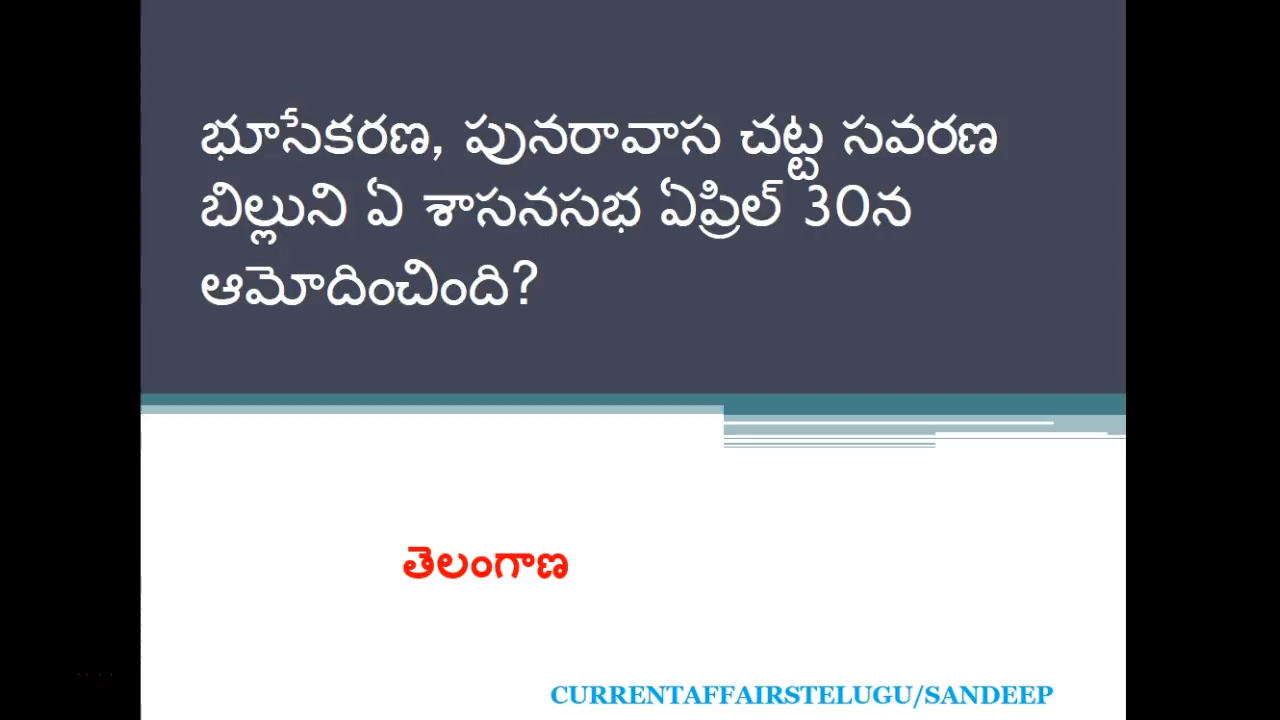 భూసేకరణ, పునరావాస చట్ట సవరణ
బిల్లుని ఏ శాసనసభ ఏప్రిల్ 30న
ఆమోదించింది?
తెలంగాణ
CURRENTAFFAIRSTELUGU/SANDEEP